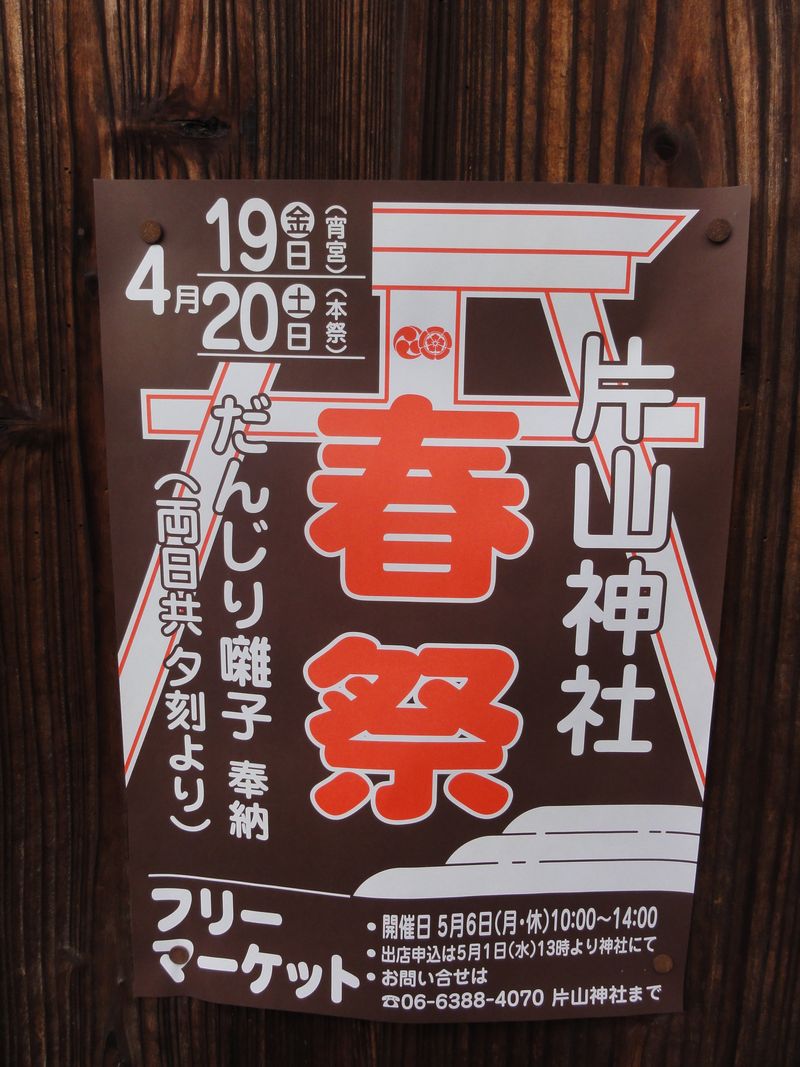 4月
19㊎日(宵宮)
20㊏日(本祭)
片山神社
春祭
だんじり囃子 奉納
(両日共夕刻より)
フリー
マーケット
・開催日 5月6日(月・休)10:00〜14:00
・出店申込は5月1日(水)13時より神社にて
・お問い合せは
☎06-6388-4070 片山神社まで